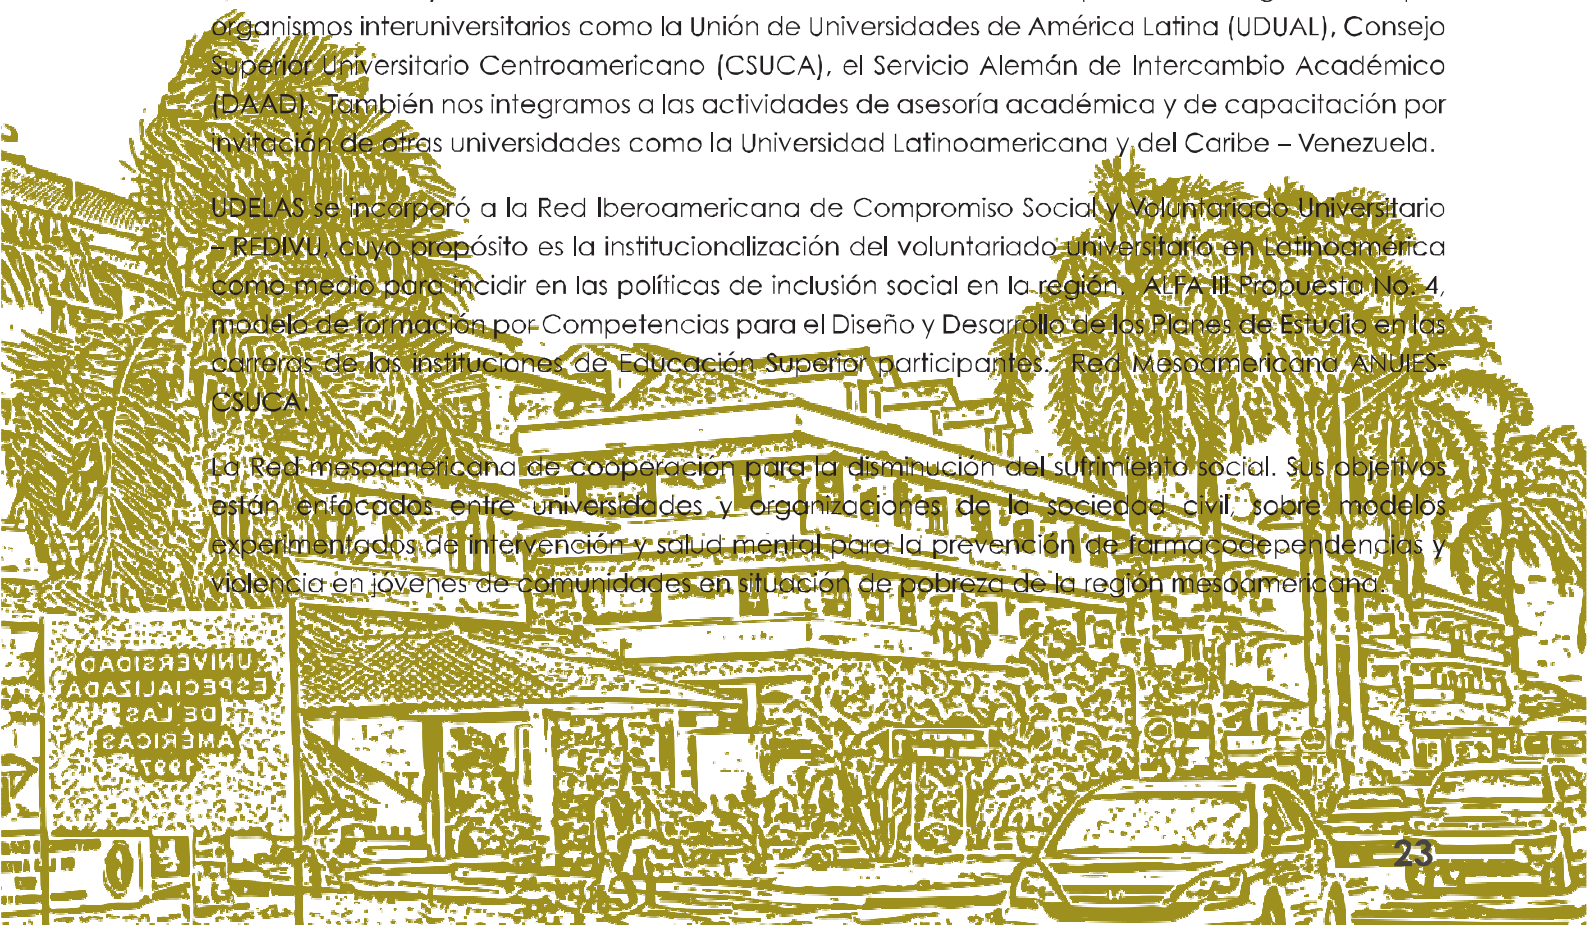 organismos interuniversitarios como la Unión de Universidades de América Latina (UDUAL), Consejo
Superior Universitario Centroamericano (CSUCA), el Servicio Alemán de Intercambio Académico
(DAAD). También nos integramos a las actividades de asesoría académica y de capacitación por
invitación de otras universidades como la Universidad Latinoamericana y del Caribe – Venezuela.
UDELAS se incorporó a la Red Iberoamericana de Compromiso Social y Voluntariado Universitario
– REDIVU, cuyo propósito es la institucionalización del voluntariado universitario en Latinoamérica
como medio para incidir en las políticas de inclusión social en la región. ALFA III Propuesta No. 4,
modelo de formación por Competencias para el Diseño y Desarrollo de los Planes de Estudio en las
carreras de las instituciones de Educación Superior participantes. Red Mesoamericana ANUIES-
CSUCA.
La Red mesoamericana de cooperación para la disminución del sufrimiento social. Sus objetivos
están enfocados entre universidades y organizaciones de la sociedad civil, sobre modelos
experimentados de intervención y salud mental para la prevención de farmacodependencias y
violencia en jóvenes de comunidades en situación de pobreza de la región mesoamericana.
UNIVERSIDAD
ESPECIALIZADA
DE LAS
AMÉRICAS
23